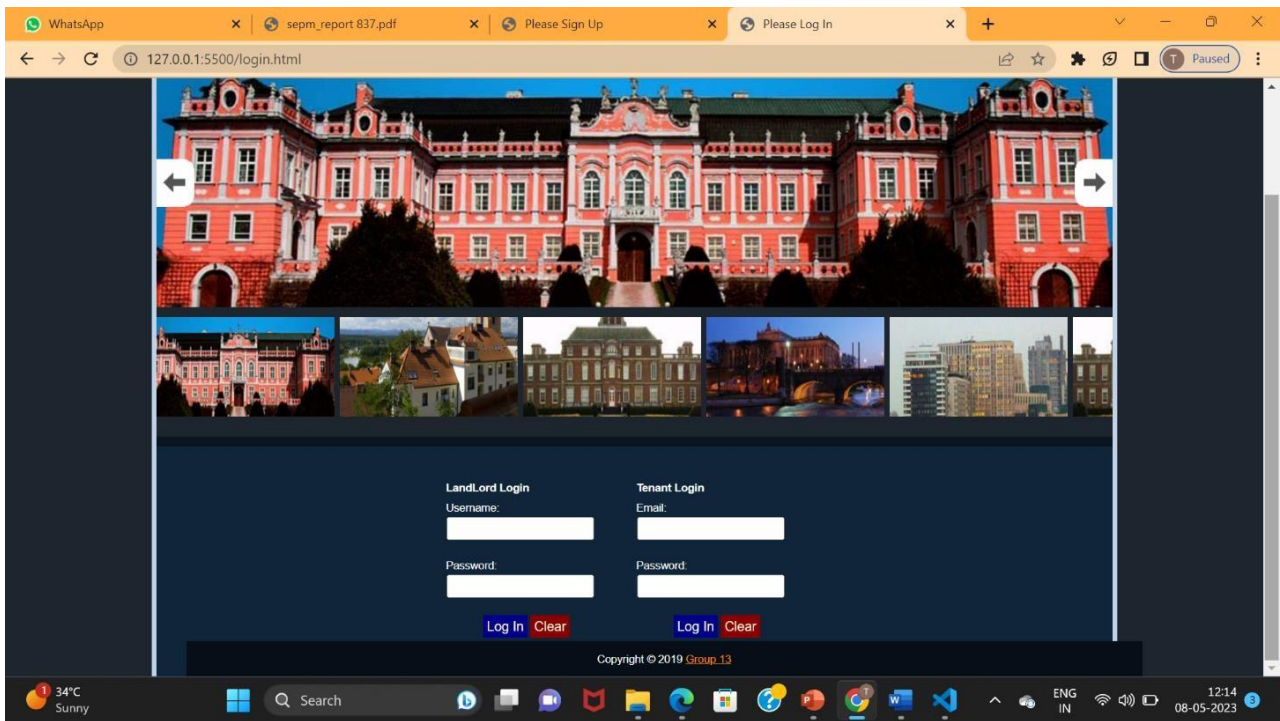 WhatsApp
sepm_report 837.pdf
Please Sign Up
Please Log In
127.0.0.1:5500/login.html
T Paused
LandLord Login
Username:
Password:
Log In Clear
Tenant Login
Email:
Password:
Log In Clear
Copyright © 2019 Group 13
1
34°C
Sunny
Search
ENG
IN
12:14
08-05-2023
3